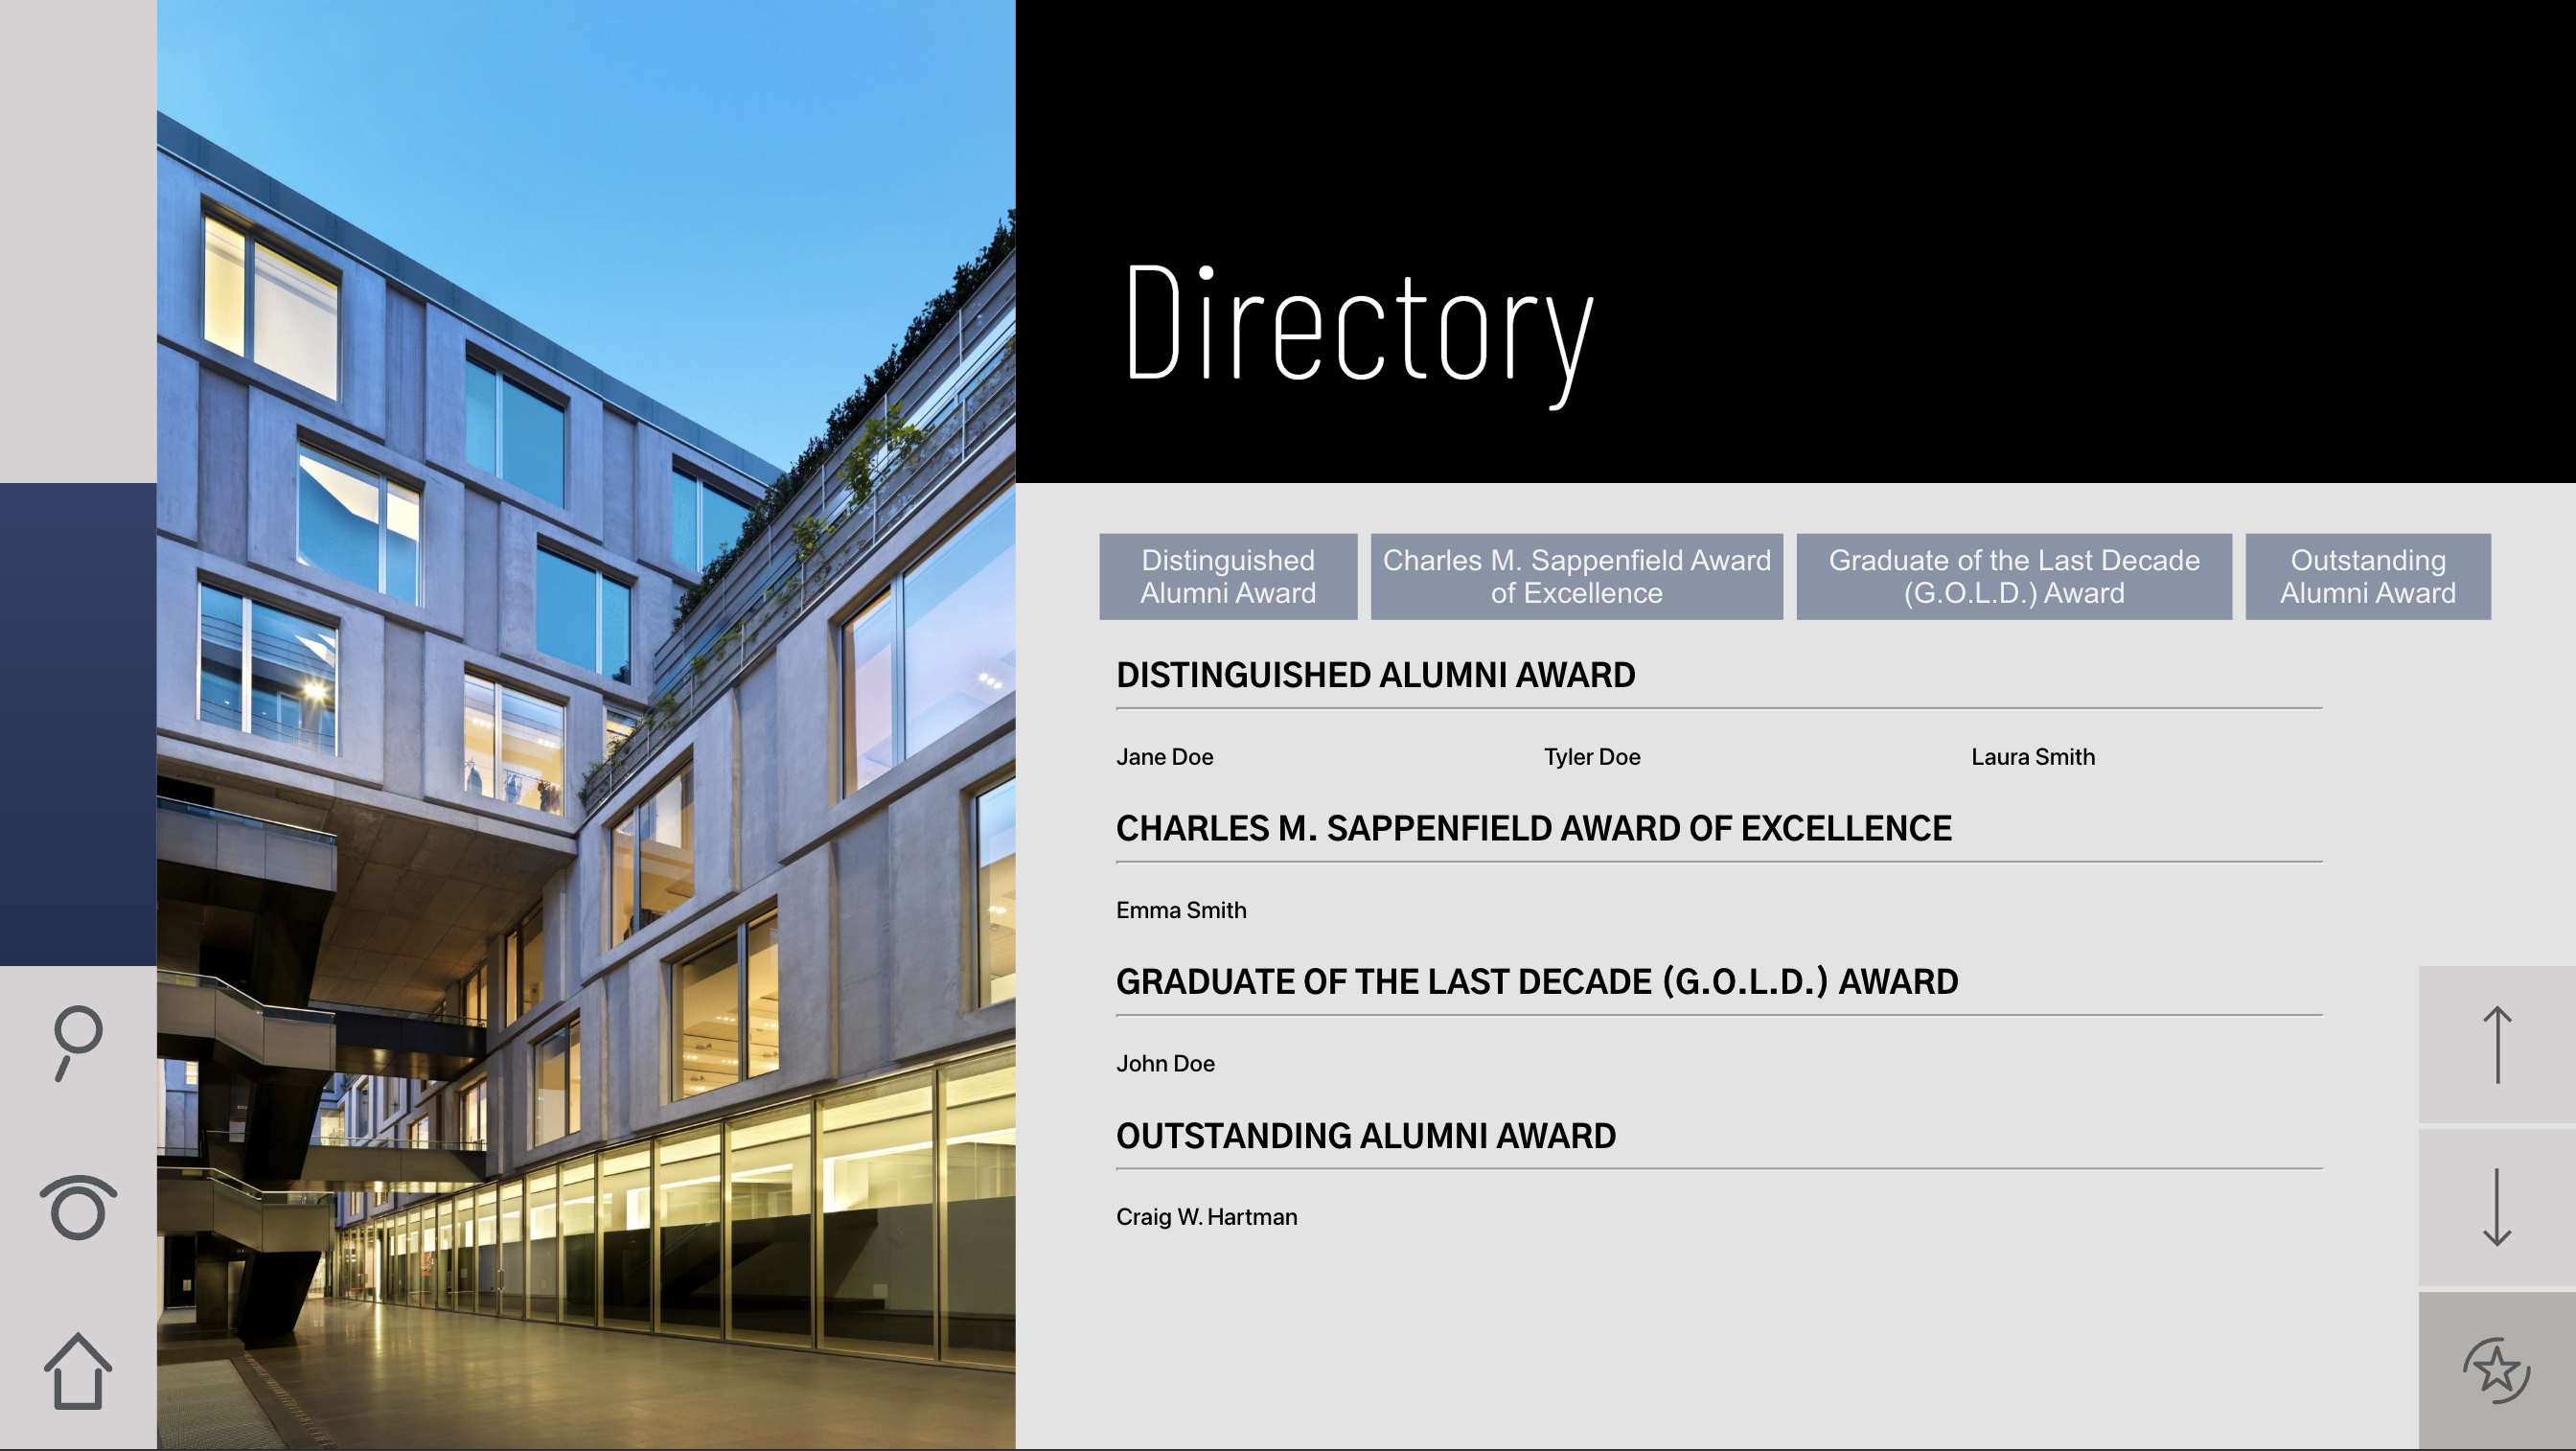 Directory
Distinguished
Alumni Award
Charles M. Sappenfield Award
of Excellence
Graduate of the Last Decade
(G.O.L.D.) Award
Outstanding
Alumni Award
DISTINGUISHED ALUMNI AWARD
Jane Doe Tyler Doe Laura Smith
CHARLES M. SAPPENFIELD AWARD OF EXCELLENCE
Emma Smith
GRADUATE OF THE LAST DECADE (G.O.L.D.) AWARD
John Doe
OUTSTANDING ALUMNI AWARD
Craig W. Hartman